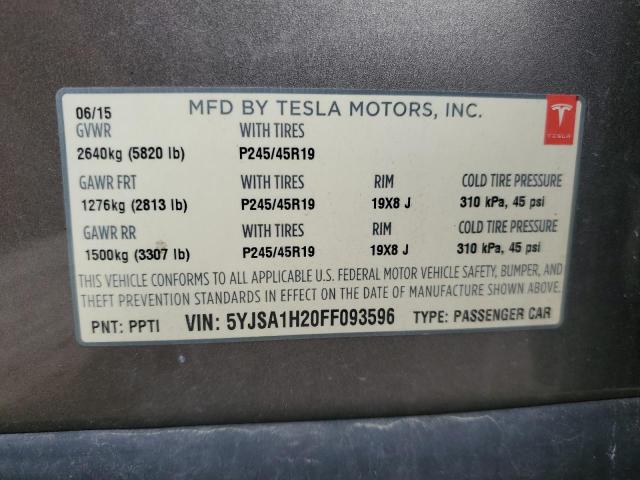 06/15 MFD BY TESLA MOTORS, INC.
TESLA
GVWR WITH TIRES
2640kg (5820 lb) P245/45R19
GAWR FRT WITH TIRES RIM COLD TIRE PRESSURE
1276kg (2813 lb) P245/45R19 19X8 J 310 kPa, 45 psi
GAWR RR WITH TIRES RIM COLD TIRE PRESSURE
1500kg (3307 lb) P245/45R19 19X8 J 310 kPa, 45 psi
THIS VEHICLE CONFORMS TO ALL APPLICABLE U.S. FEDERAL MOTOR VEHICLE SAFETY, BUMPER, AND
THEFT PREVENTION STANDARDS IN EFFECT ON THE DATE OF MANUFACTURE SHOWN ABOVE.
PNT: PPTI VIN: 5YJSA1H20FF093596 TYPE: PASSENGER CAR